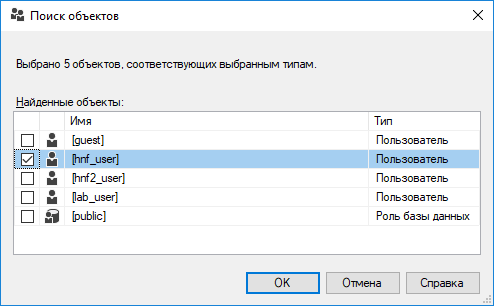 Поиск объектов
Выбрано 5 объектов, соответствующих выбранным типам.
Найденные объекты:
Имя Тип
[guest] Пользователь
[hnf_user] Пользователь
[hnf2_user] Пользователь
[lab_user] Пользователь
[public] Роль базы данных
OK Отмена Справка